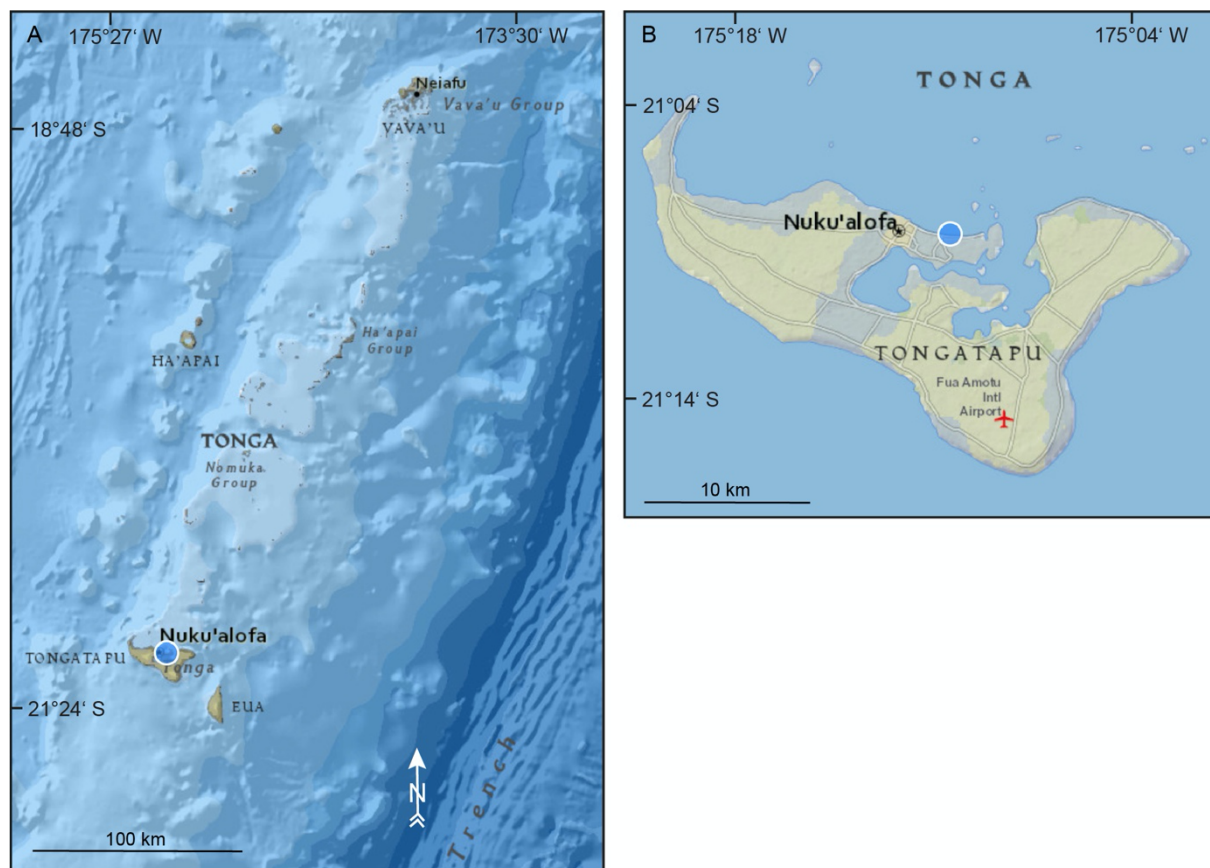 A
175°27' W
173°30' W
Neiafu
Vava'u Group
VAVA'U
18°48' S
Ha'apai
Group
HA'APAI
TONGA
Nomuka
Group
Nuku'alofa
TONGATAPU
Tonga
EUA
21°24' S
N
Trench
100 km
B
175°18' W
175°04' W
TONGA
21°04' S
Nuku'alofa
TONGATAPU
Fua Amotu
Intl
Airport
21°14' S
10 km